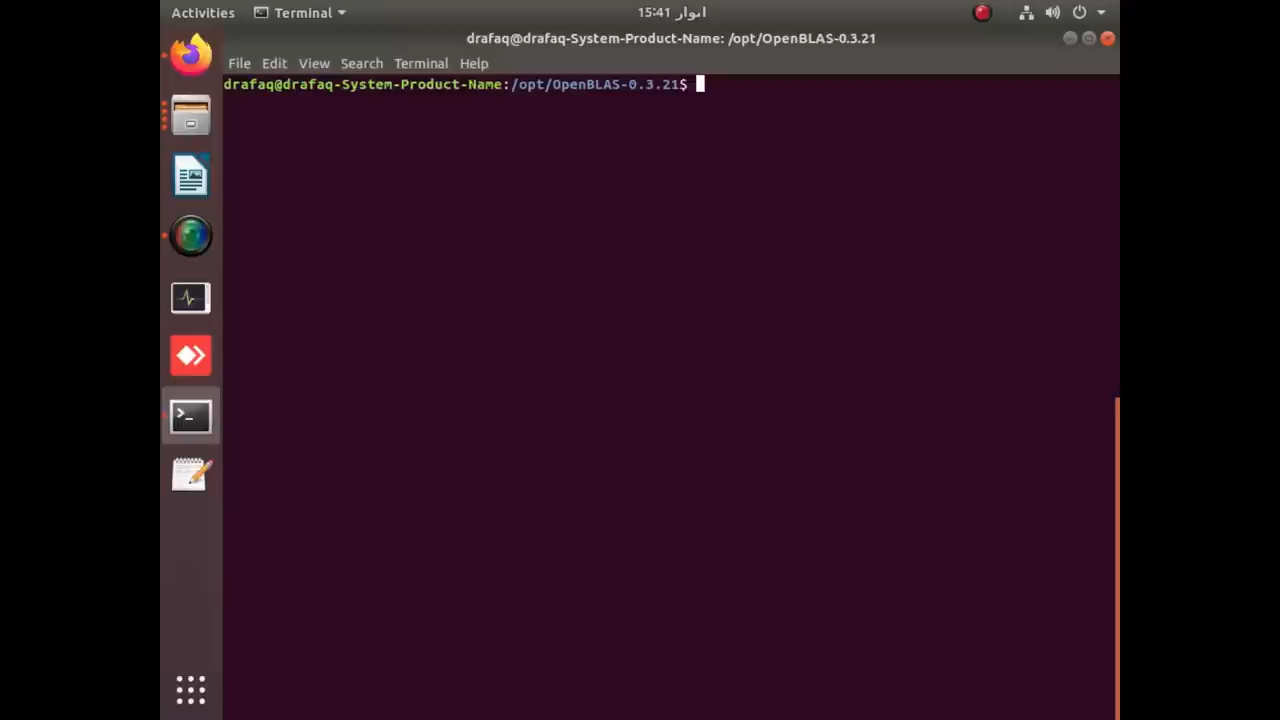 Activities Terminal 15:41 اتوار
drafaq@drafaq-System-Product-Name: /opt/OpenBLAS-0.3.21
File Edit View Search Terminal Help
drafaq@drafaq-System-Product-Name:/opt/OpenBLAS-0.3.21$